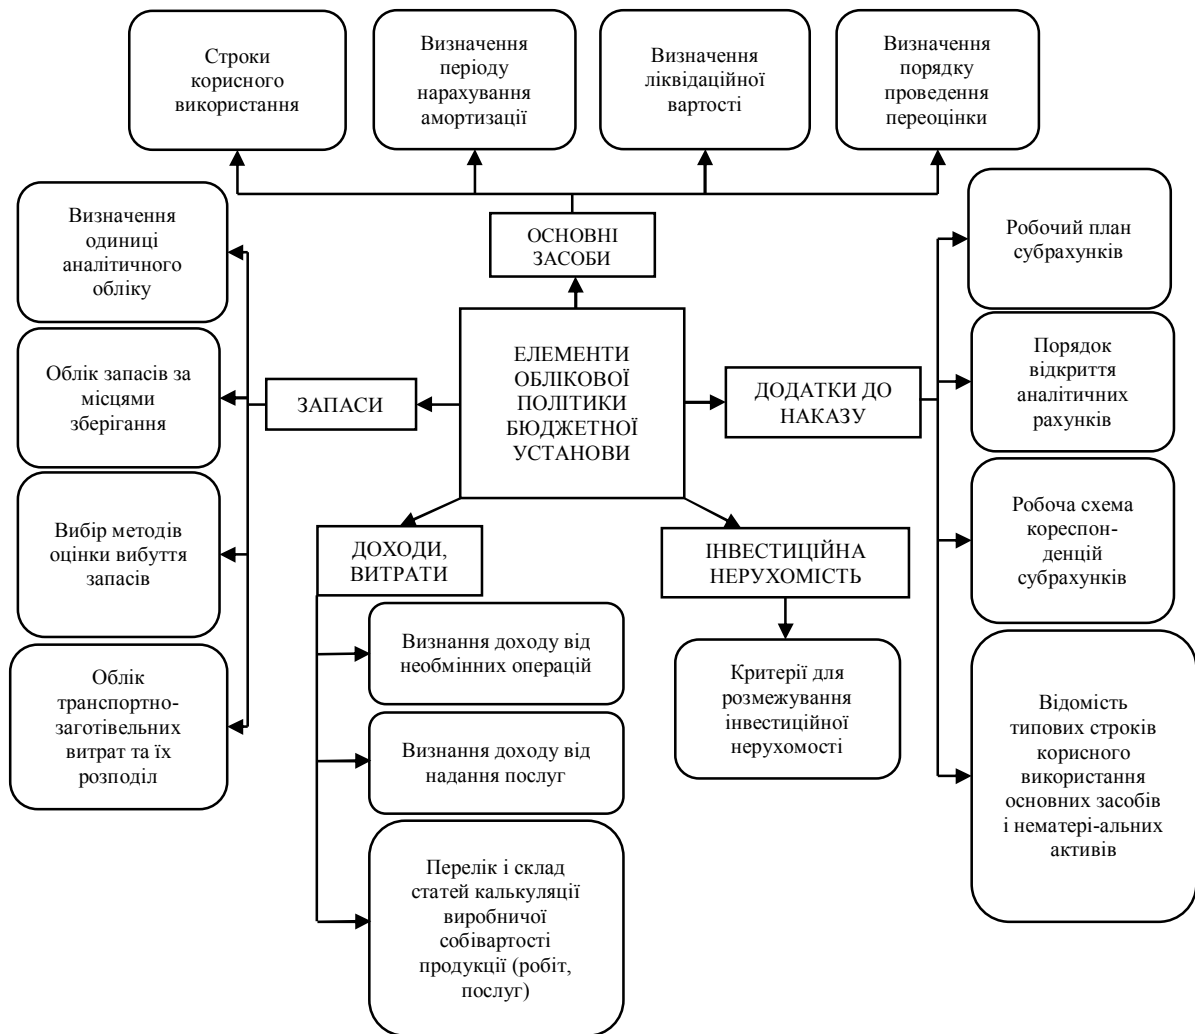 Строки
корисного
використання
Визначення
періоду
нарахування
амортизації
Визначення
ліквідаційної
вартості
Визначення
порядку
проведення
переоцінки
ОСНОВНІ
ЗАСОБИ
Визначення
одиниці
аналітичного
обліку
Облік запасів за
місцями
зберігання
Вибір методів
оцінки вибуття
запасів
Облік
транспортно-
заготівельних
витрат та їх
розподіл
ЗАПАСИ
ЕЛЕМЕНТИ
ОБЛІКОВОЇ
ПОЛІТИКИ
БЮДЖЕТНОЇ
УСТАНОВИ
ДОДАТКИ ДО
НАКАЗУ
Робочий план
субрахунків
Порядок
відкриття
аналітичних
рахунків
Робоча схема
кореспон-
денцій
субрахунків
Відомість
типових строків
корисного
використання
основних засобів
і нематері-альних
активів
ДОХОДИ,
ВИТРАТИ
Визнання доходу від
необмінних операцій
Визнання доходу від
надання послуг
Перелік і склад
статей калькуляції
виробничої
собівартості
продукції (робіт,
послуг)
ІНВЕСТИЦІЙНА
НЕРУХОМІСТЬ
Критерії для
розмежування
інвестиційної
нерухомості